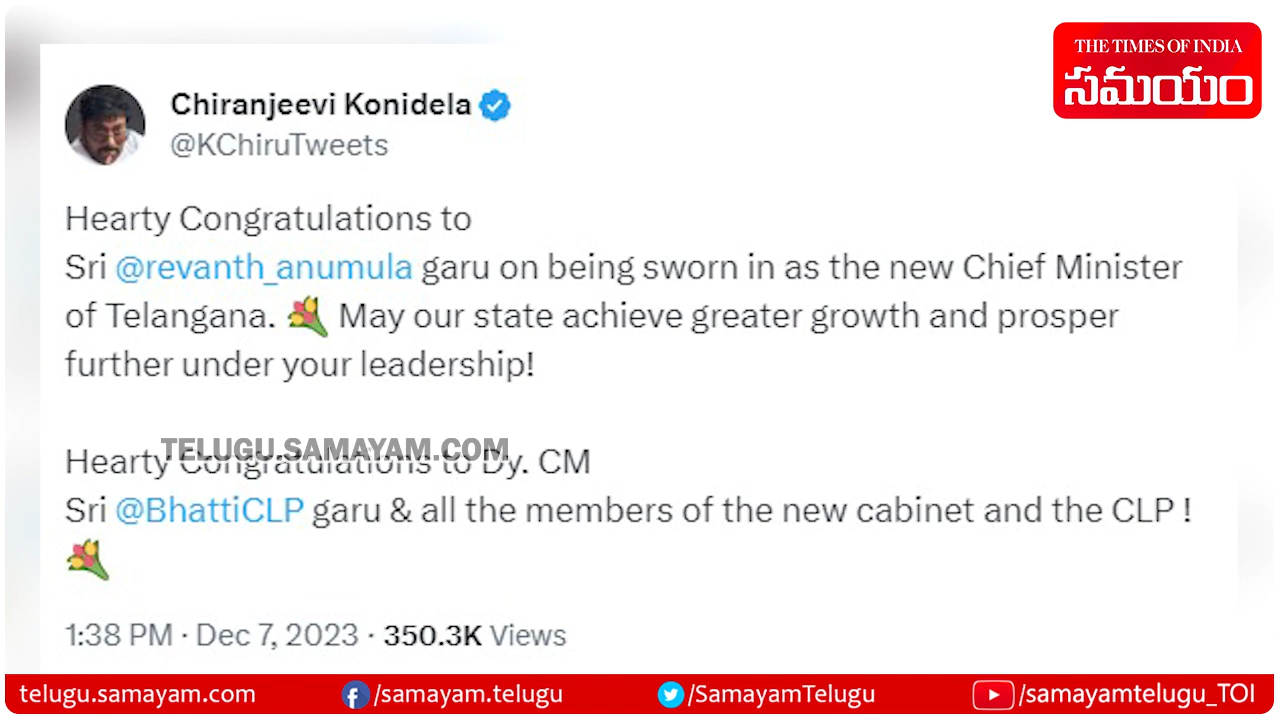 THE TIMES OF INDIA
సమయం
Chiranjeevi Konidela
@KChiruTweets
Hearty Congratulations to
Sri @revanth_anumula garu on being sworn in as the new Chief Minister
of Telangana. 💐 May our state achieve greater growth and prosper
further under your leadership!
TELUGU.SAMAYAM.COM
Hearty Congratulations to Dy. CM
Sri @BhattiCLP garu & all the members of the new cabinet and the CLP !
💐
1:38 PM · Dec 7, 2023 · 350.3K Views
telugu.samayam.com /samayam.telugu /SamayamTelugu /samayamtelugu_TOI